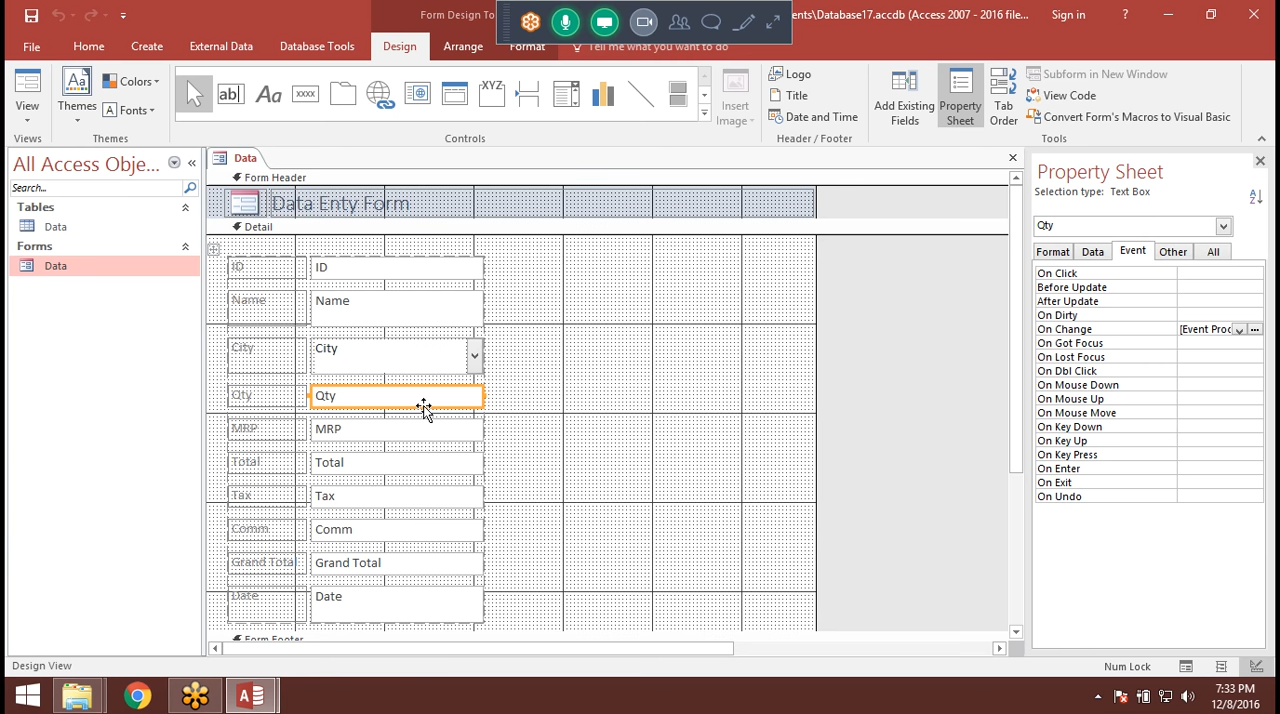 Form Design To
ents\Database17.accdb (Access 2007 - 2016 file...
Sign in
?
File
Home
Create
External Data
Database Tools
Design
Arrange
Format
Tell me what you want to do
View
Views
Aa
Themes
Colors
Fonts
Themes
ab
Aa
xxxx
XYZ
Controls
Insert
Image
Logo
Title
Date and Time
Header / Footer
Add Existing
Fields
Property
Sheet
Tab
Order
Subform in New Window
View Code
Convert Form's Macros to Visual Basic
Tools
All Access Obje...
Search...
Tables
Data
Forms
Data
Data
Form Header
Data Enty Form
Detail
ID
ID
Name
Name
City
City
Qty
Qty
MRP
MRP
Total
Total
Tax
Tax
Comm
Comm
Grand Total
Grand Total
Date
Date
Form Footer
Property Sheet
Selection type: Text Box
Qty
Format
Data
Event
Other
All
On Click
Before Update
After Update
On Dirty
On Change
[Event Proc
On Got Focus
On Lost Focus
On Dbl Click
On Mouse Down
On Mouse Up
On Mouse Move
On Key Down
On Key Up
On Key Press
On Enter
On Exit
On Undo
Design View
Num Lock
7:33 PM
12/8/2016